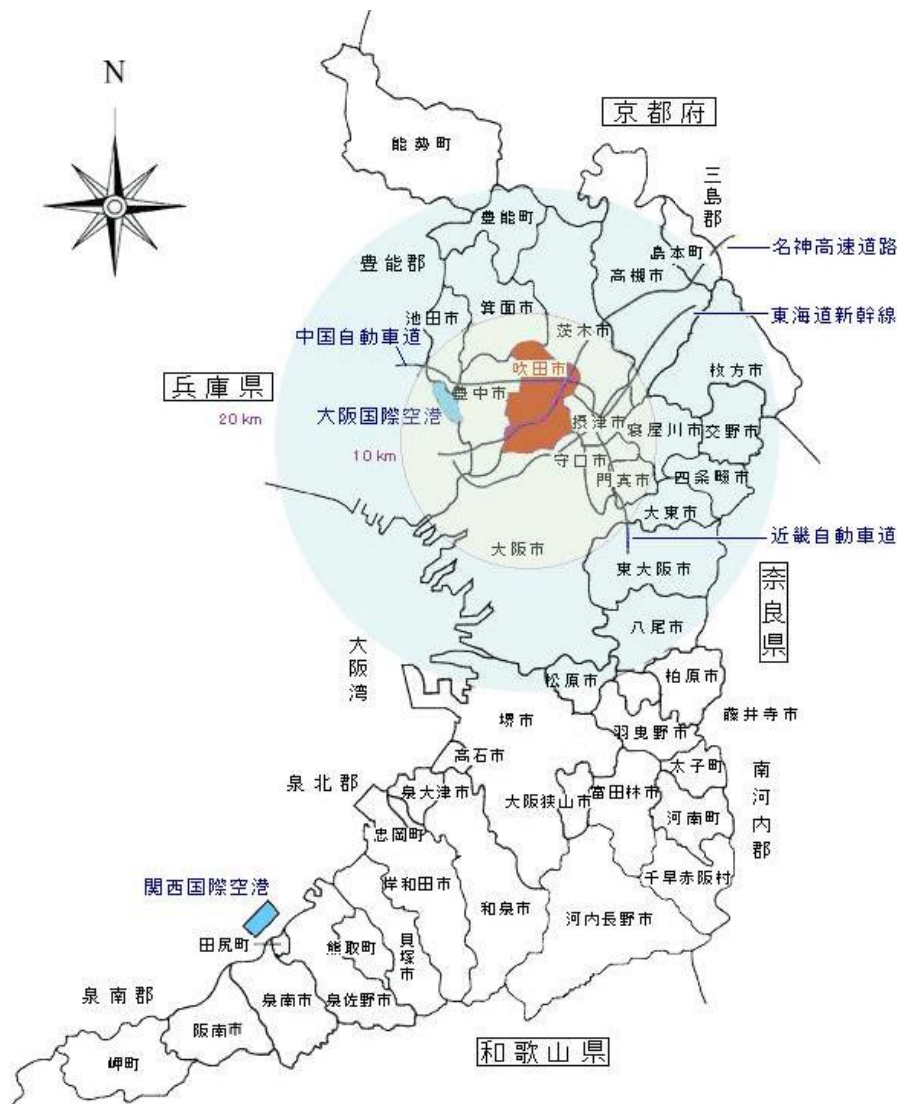 N
京都府
能勢町
三島郡
豊能町
島本町
名神高速道路
豊能郡
高槻市
箕面市
池田市
茨木市
東海道新幹線
中国自動車道
吹田市
枚方市
兵庫県
豊中市
20 km
大阪国際空港
摂津市
寝屋川市
交野市
10 km
守口市
門真市
四条畷市
大東市
近畿自動車道
大阪市
東大阪市
奈良県
八尾市
大阪湾
松原市
柏原市
堺市
藤井寺市
羽曳野市
高石市
太子町
泉北郡
泉大津市
大阪狭山市
富田林市
南河内郡
河南町
忠岡町
岸和田市
千早赤阪村
関西国際空港
和泉市
河内長野市
田尻町
熊取町
貝塚市
泉南郡
泉南市
泉佐野市
阪南市
岬町
和歌山県